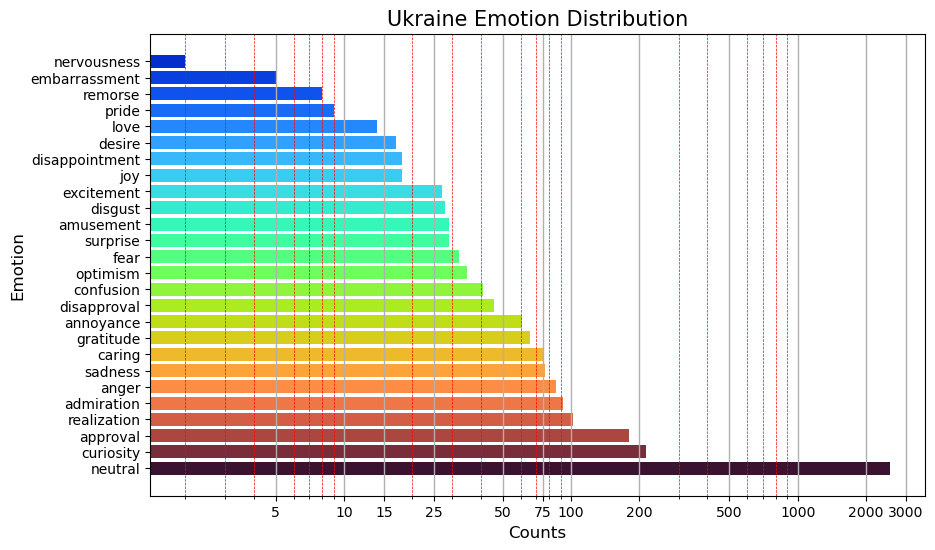 Ukraine Emotion Distribution
Emotion
nervousness
embarrassment
remorse
pride
love
desire
disappointment
joy
excitement
disgust
amusement
surprise
fear
optimism
confusion
disapproval
annoyance
gratitude
caring
sadness
anger
admiration
realization
approval
curiosity
neutral
5 10 15 25 50 75 100 200 500 1000 2000 3000
Counts